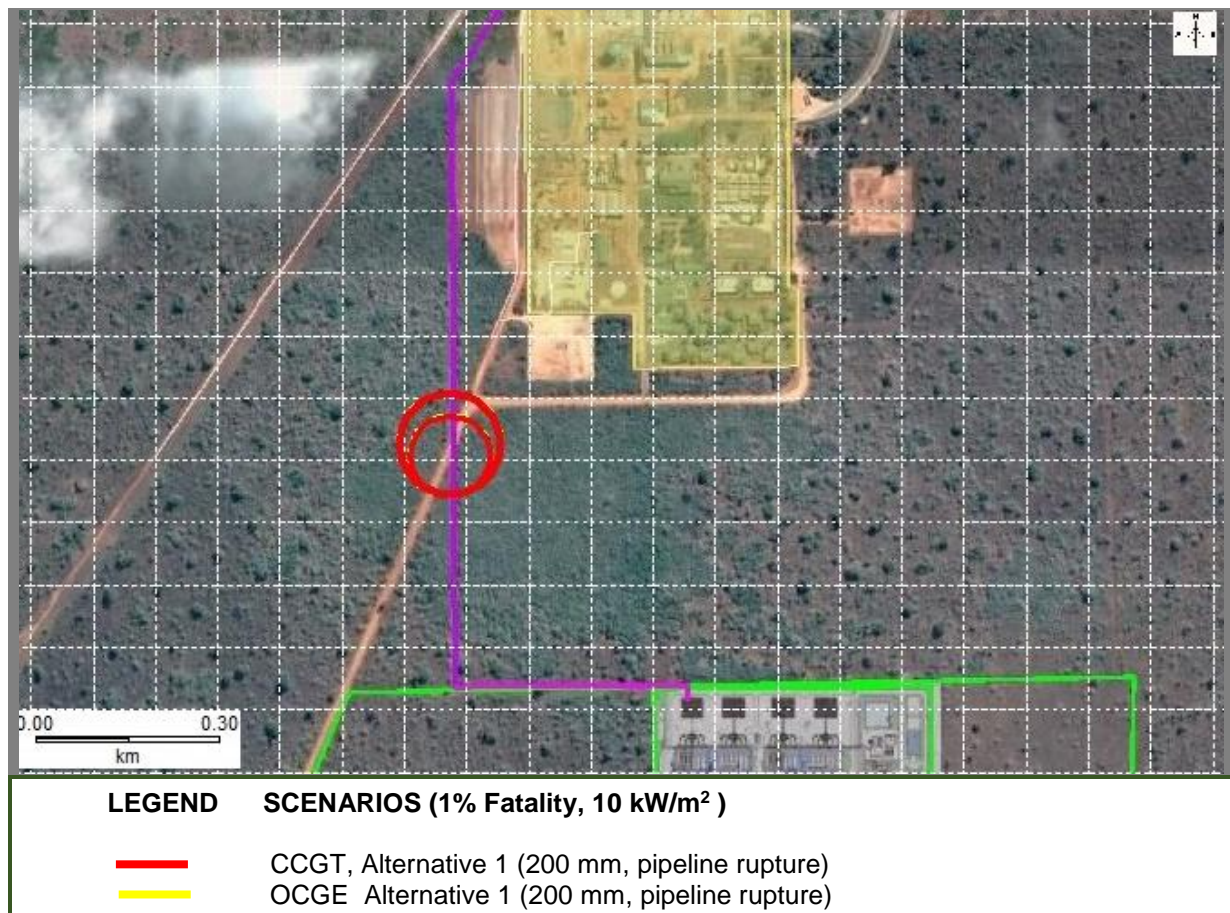 N
0.00 0.30
km
LEGEND SCENARIOS (1% Fatality, 10 kW/m² )
CCGT, Alternative 1 (200 mm, pipeline rupture)
OCGE Alternative 1 (200 mm, pipeline rupture)